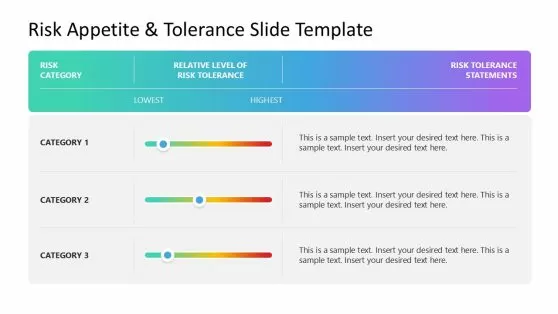 Risk Appetite & Tolerance Slide Template
RISK
CATEGORY
RELATIVE LEVEL OF
RISK TOLERANCE
RISK TOLERANCE
STATEMENTS
LOWEST
HIGHEST
CATEGORY 1
This is a sample text. Insert your desired text here. This is a
sample text. Insert your desired text here.
CATEGORY 2
This is a sample text. Insert your desired text here. This is a
sample text. Insert your desired text here.
CATEGORY 3
This is a sample text. Insert your desired text here. This is a
sample text. Insert your desired text here.